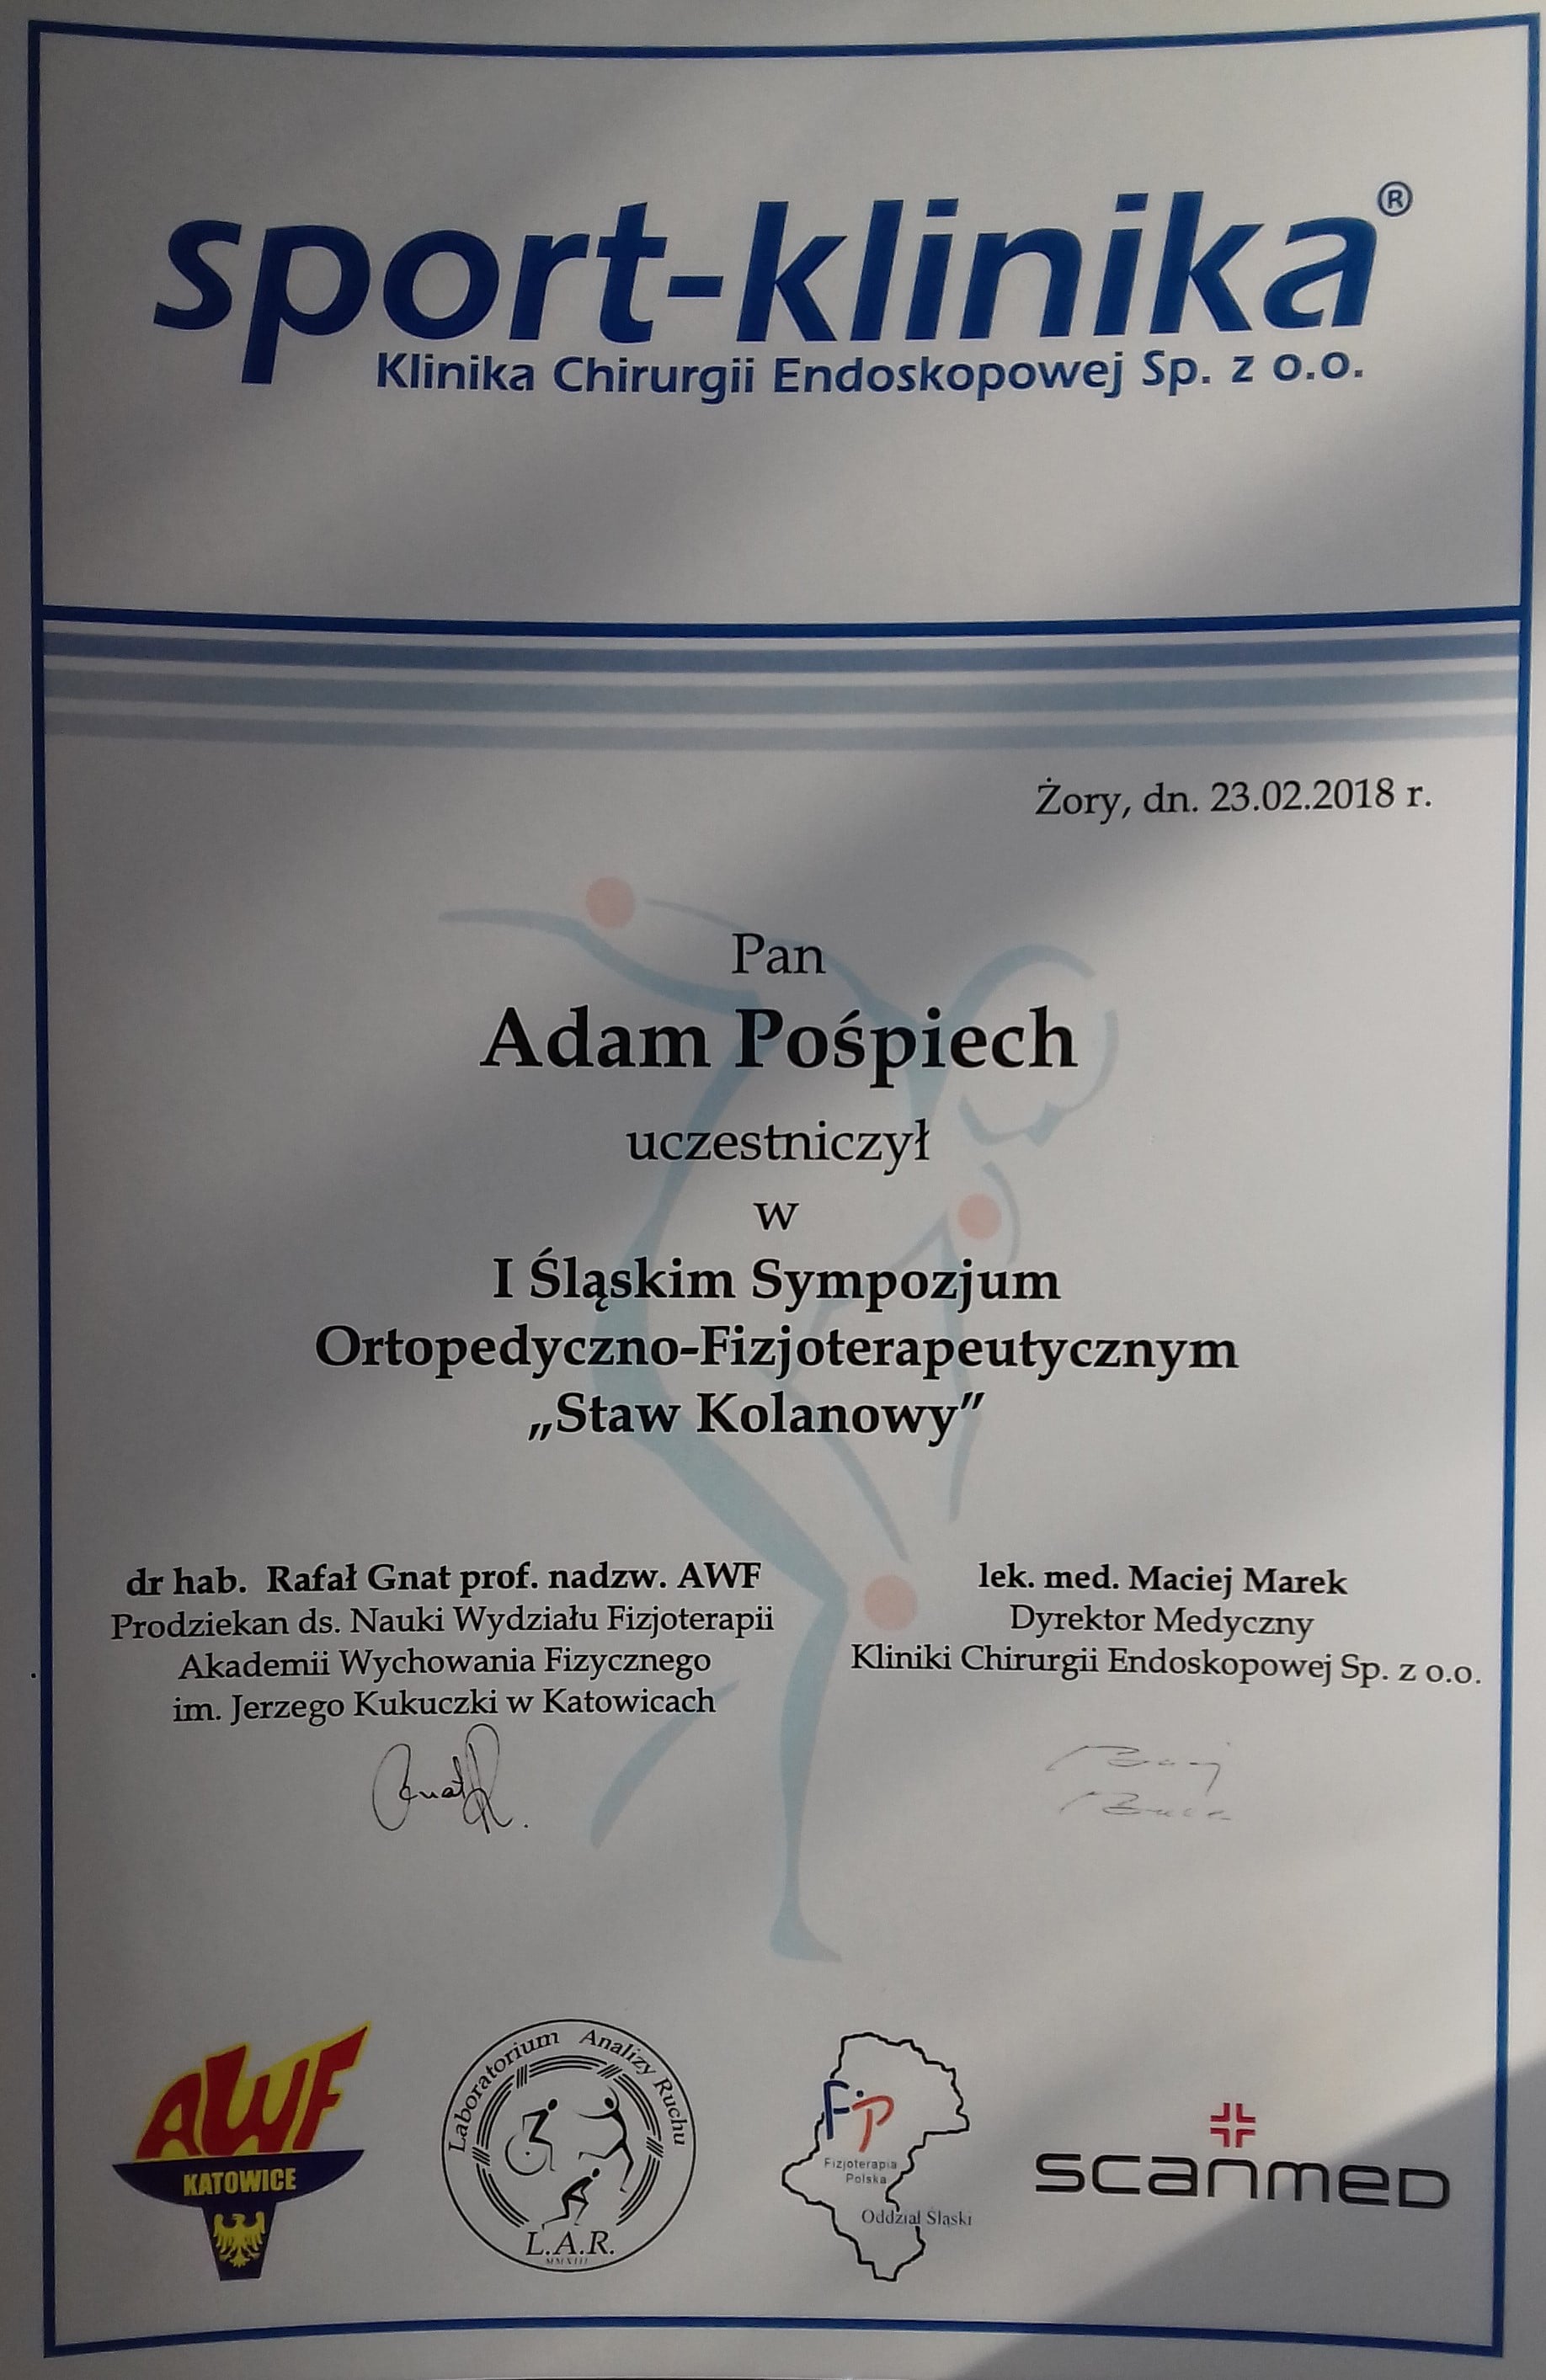 sport-klinika®
Klinika Chirurgii Endoskopowej Sp. z o.o.
Żory, dn. 23.02.2018 r.
Pan
Adam Pośpiech
uczestniczył
w
I Śląskim Sympozjum
Ortopedyczno-Fizjoterapeutycznym
„Staw Kolanowy”
dr hab. Rafał Gnat prof. nadzw. AWF
Prodziekan ds. Nauki Wydziału Fizjoterapii
Akademii Wychowania Fizycznego
im. Jerzego Kukuczki w Katowicach
lek. med. Maciej Marek
Dyrektor Medyczny
Kliniki Chirurgii Endoskopowej Sp. z o.o.
AWF
KATOWICE
Laboratorium Analizy Ruchu
L.A.R.
MMXIII
FiP
Fizjoterapia
Polska
Oddział Śląski
scanmed